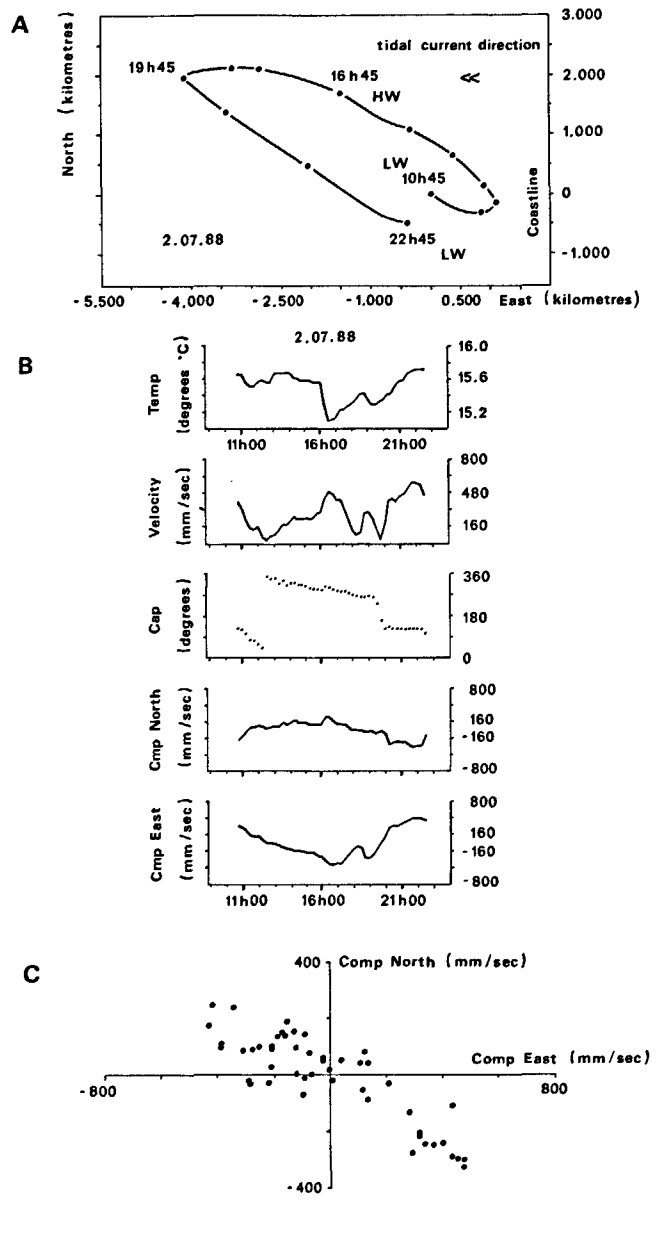 A
North (kilometres)
3.000
tidal current direction
<<
19h45
16h45
2.000
HW
1.000
LW
10h45
0
Coastline
2.07.88
22h45
LW
-1.000
-5.500 -4.000 -2.500 -1.000 0.500 East (kilometres)
B
2.07.88
Temp
(degrees °C)
16.0
15.6
15.2
11h00 16h00 21h00
Velocity
(mm/sec)
800
480
160
Cap
(degrees)
360
180
0
Cmp North
(mm/sec)
800
160
-160
-800
Cmp East
(mm/sec)
800
160
-160
-800
11h00 16h00 21h00
C
400 Comp North (mm/sec)
Comp East (mm/sec)
-800 800
-400